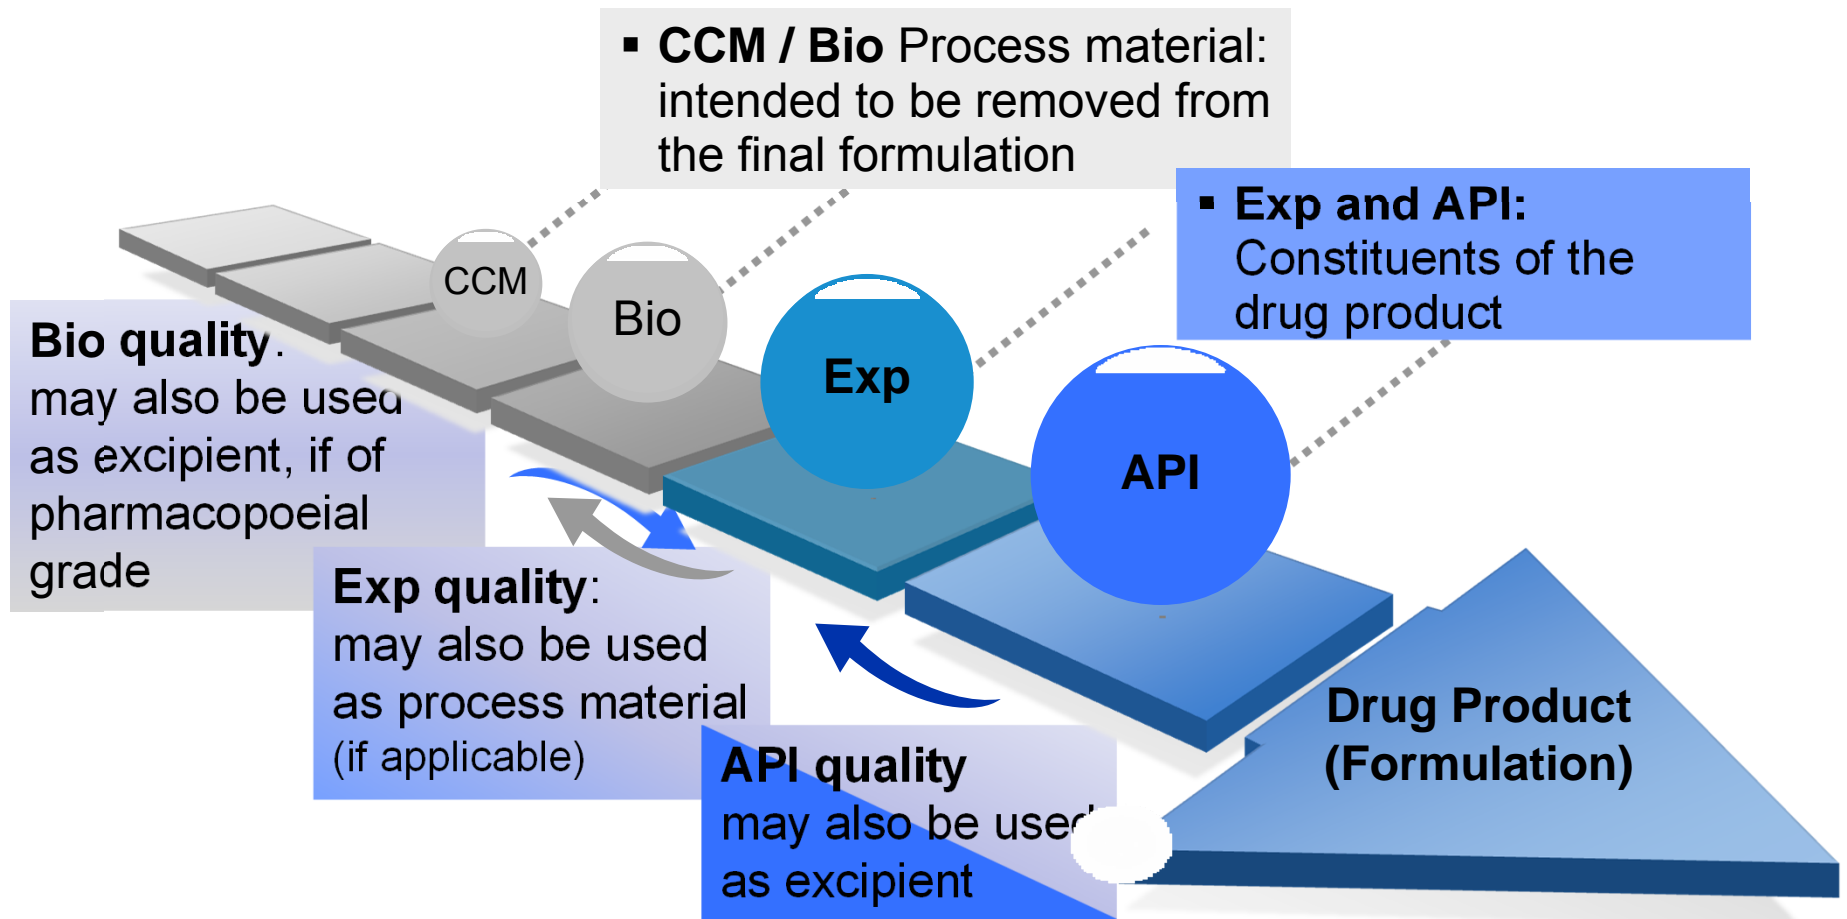 ▪ CCM / Bio Process material:
intended to be removed from
the final formulation
▪ Exp and API:
Constituents of the
drug product
CCM
Bio
Exp
API
Bio quality:
may also be used
as excipient, if of
pharmacopoeial
grade
Exp quality:
may also be used
as process material
(if applicable)
API quality
may also be used
as excipient
Drug Product
(Formulation)